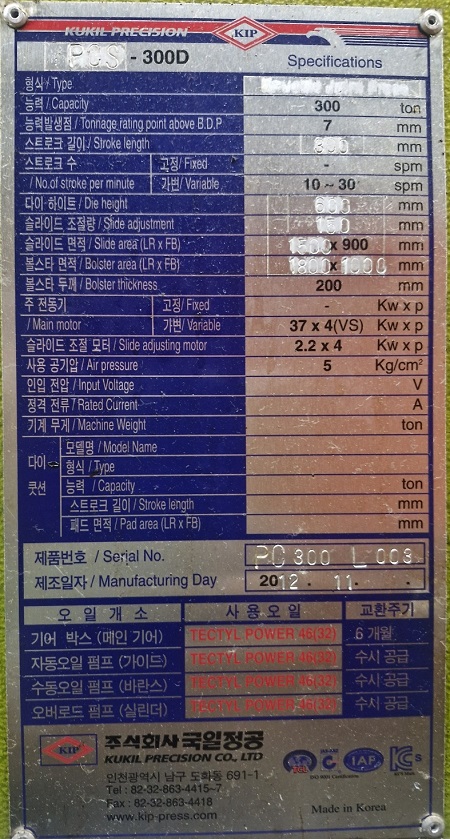 KUKIL PRECISION KIP
PCS - 300D Specifications
형식 / Type
능력 / Capacity 300 ton
능력발생점 / Tonnage rating point above B.D.P 7 mm
스트로크 길이 / Stroke length 300 mm
스트로크 수 고정 / Fixed - spm
/ No.of stroke per minute 가변 / Variable 10 ~ 30 spm
다이 하이트 / Die height 600 mm
슬라이드 조절량 / Slide adjustment 150 mm
슬라이드 면적 / Slide area (LR x FB) 1500 x 900 mm
볼스타 면적 / Bolster area (LR x FB) 1800 x 1000 mm
볼스타 두께 / Bolster thickness 200 mm
주 전동기 고정 / Fixed - Kw x p
/ Main motor 가변 / Variable 37 x 4(VS) Kw x p
슬라이드 조절 모터 / Slide adjusting motor 2.2 x 4 Kw x p
사용 공기압 / Air pressure 5 Kg/cm²
인입 전압 / Input Voltage V
정격 전류 / Rated Current A
기계 무게 / Machine Weight ton
다이 쿳션 모델명 / Model Name
형식 / Type
능력 / Capacity ton
스트로크 길이 / Stroke length mm
패드 면적 / Pad area (LR x FB) mm
제품번호 / Serial No. PC 300 L 008
제조일자 / Manufacturing Day 2012 . 11 .
오 일 개 소 사 용 오 일 교환주기
기어 박스 (메인 기어) TECTYL POWER 46(32) 6 개월
자동오일 펌프 (가이드) TECTYL POWER 46(32) 수시 공급
수동오일 펌프 (바란스) TECTYL POWER 46(32) 수시 공급
오버로드 펌프 (실린더) TECTYL POWER 46(32) 수시 공급
KIP 주식회사 국일정공
KUKIL PRECISION CO., LTD
인천광역시 남구 도화동 691-1
Tel : 82-32-863-4415~7
Fax : 82-32-863-4418
www.kip-press.com
IAF
Made in Korea